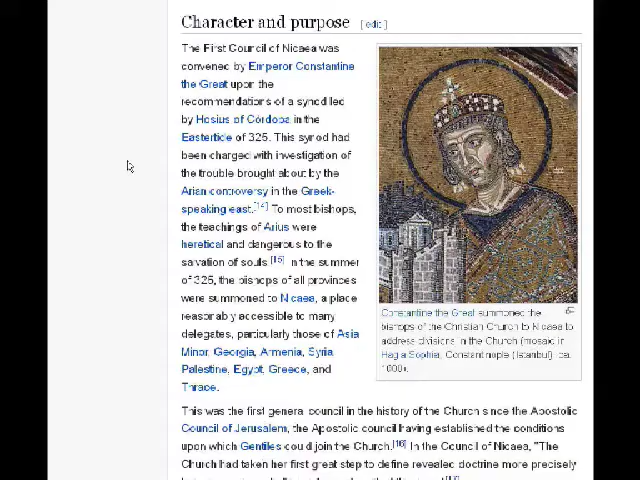 Character and purpose [ edit ]
The First Council of Nicaea was
convened by Emperor Constantine
the Great upon the
recommendations of a synod led
by Hosius of Córdoba in the
Eastertide of 325. This synod had
been charged with investigation of
the trouble brought about by the
Arian controversy in the Greek-
speaking east.[14] To most bishops,
the teachings of Arius were
heretical and dangerous to the
salvation of souls.[15] In the summer
of 325, the bishops of all provinces
were summoned to Nicaea, a place
reasonably accessible to many
delegates, particularly those of Asia
Minor, Georgia, Armenia, Syria
Palestine, Egypt, Greece, and
Thrace.
Constantine the Great summoned the
bishops of the Christian Church to Nicaea to
address divisions in the Church (mosaic in
Hagia Sophia, Constantinople (Istanbul), ca.
1000).
This was the first general council in the history of the Church since the Apostolic
Council of Jerusalem, the Apostolic council having established the conditions
upon which Gentiles could join the Church.[16] In the Council of Nicaea, "The
Church had taken her first great step to define revealed doctrine more precisely